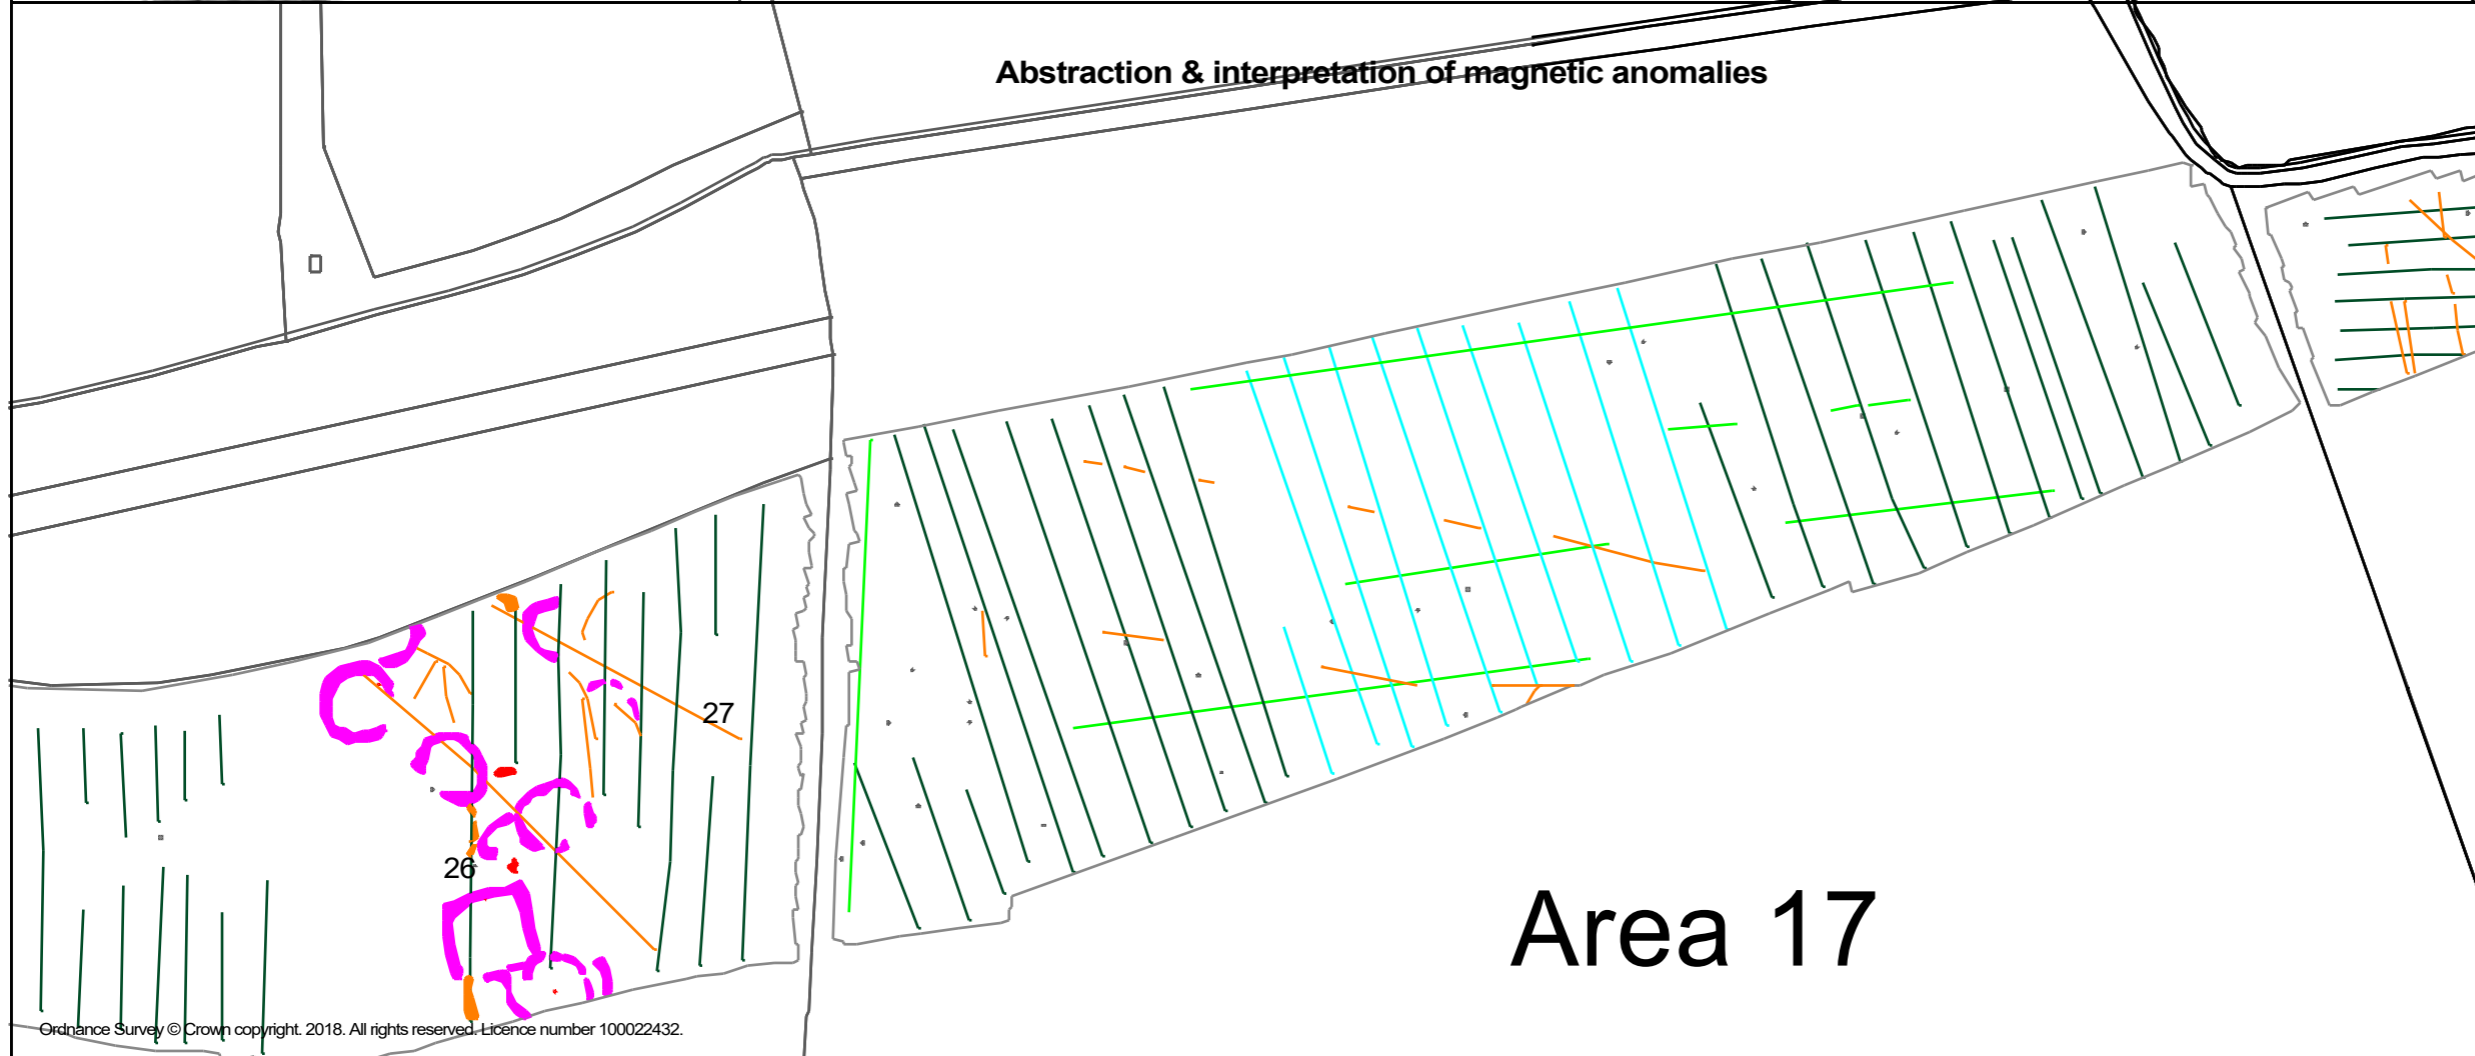 Abstraction & interpretation of magnetic anomalies
27
26
Area 17
Ordnance Survey © Crown copyright. 2018. All rights reserved. Licence number 100022432.